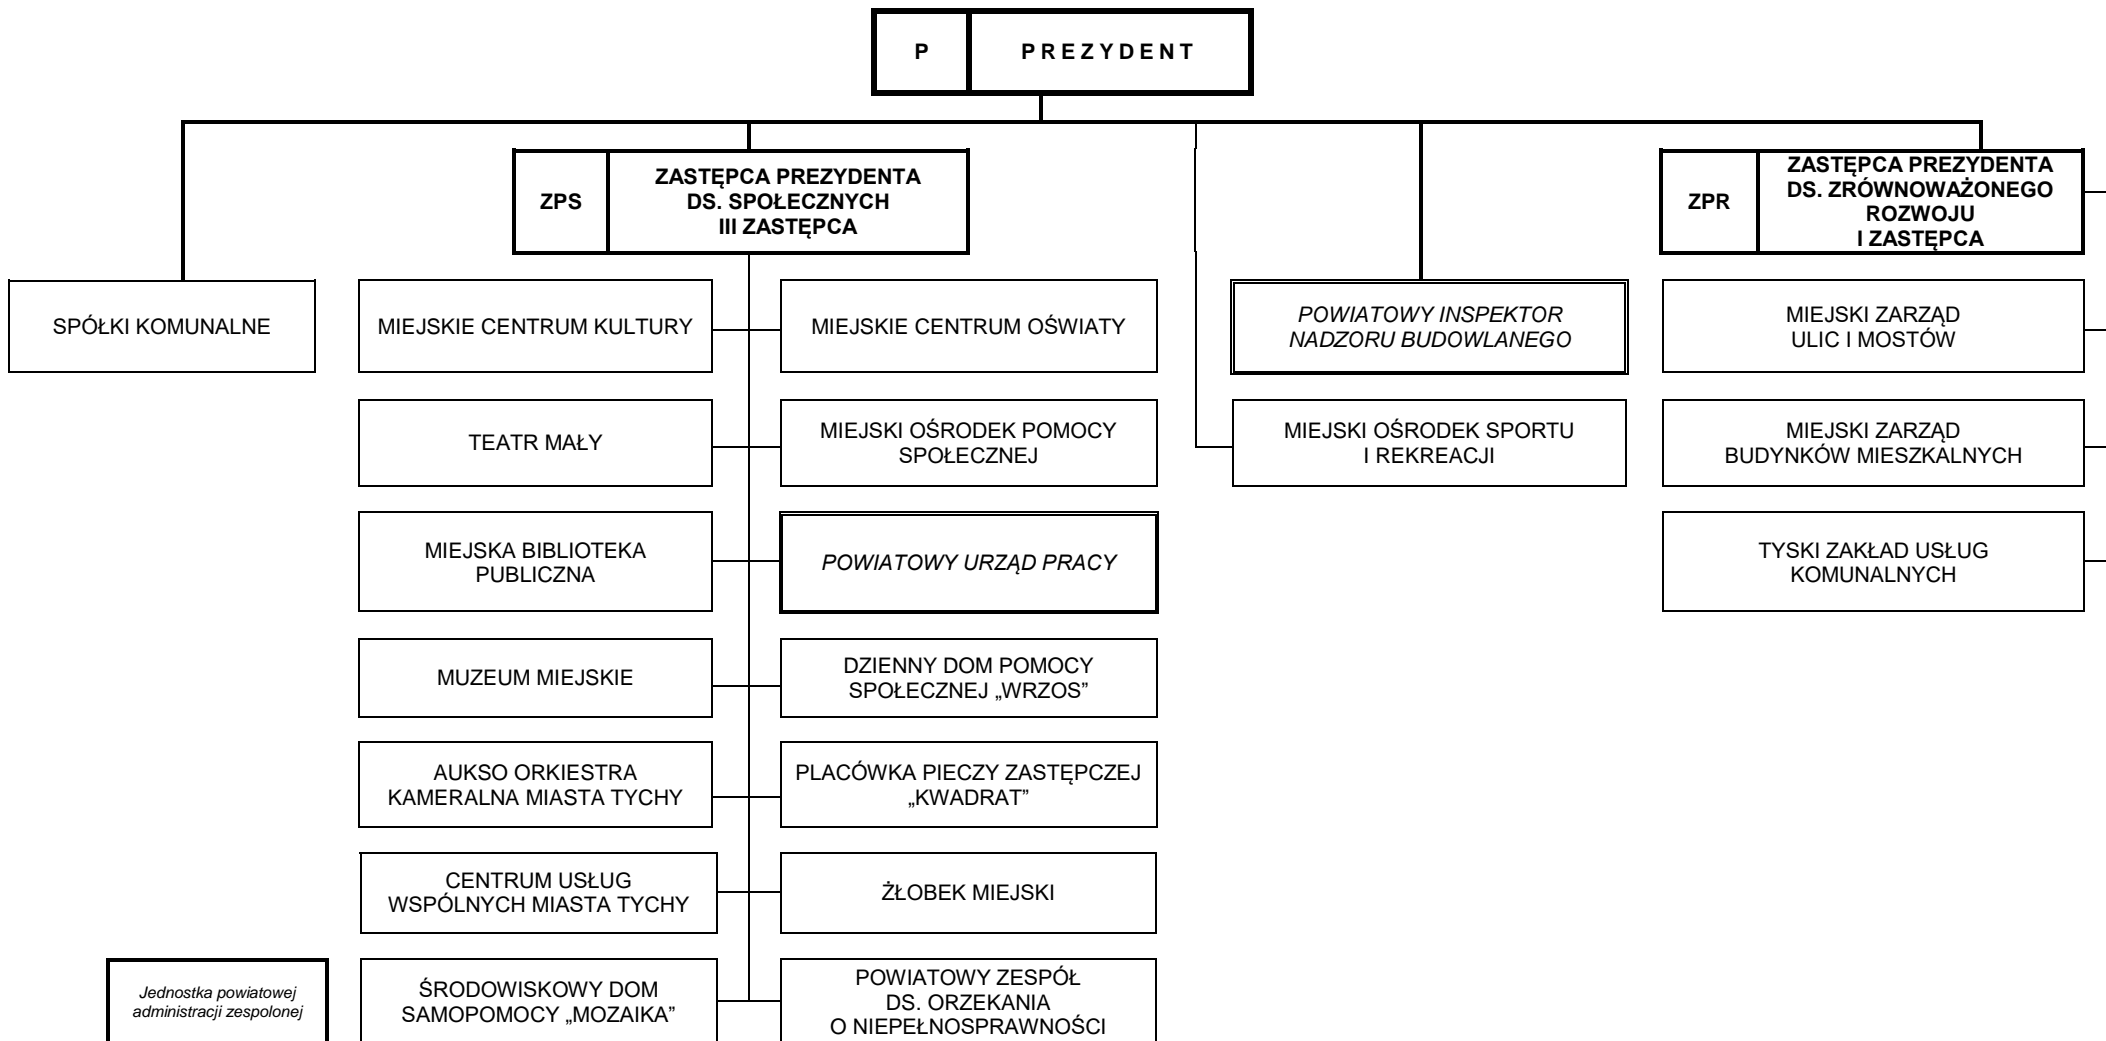 P
PREZYDENT
ZPS
ZASTĘPCA PREZYDENTA
DS. SPOŁECZNYCH
III ZASTĘPCA
ZPR
ZASTĘPCA PREZYDENTA
DS. ZRÓWNOWAŻONEGO
ROZWOJU
I ZASTĘPCA
SPÓŁKI KOMUNALNE
MIEJSKIE CENTRUM KULTURY
MIEJSKIE CENTRUM OŚWIATY
POWIATOWY INSPEKTOR
NADZORU BUDOWLANEGO
MIEJSKI ZARZĄD
ULIC I MOSTÓW
TEATR MAŁY
MIEJSKI OŚRODEK POMOCY
SPOŁECZNEJ
MIEJSKI OŚRODEK SPORTU
I REKREACJI
MIEJSKI ZARZĄD
BUDYNKÓW MIESZKALNYCH
MIEJSKA BIBLIOTEKA
PUBLICZNA
POWIATOWY URZĄD PRACY
TYSKI ZAKŁAD USŁUG
KOMUNALNYCH
MUZEUM MIEJSKIE
DZIENNY DOM POMOCY
SPOŁECZNEJ „WRZOS”
AUKSO ORKIESTRA
KAMERALNA MIASTA TYCHY
PLACÓWKA PIECZY ZASTĘPCZEJ
„KWADRAT”
CENTRUM USŁUG
WSPÓLNYCH MIASTA TYCHY
ŻŁOBEK MIEJSKI
Jednostka powiatowej
administracji zespolonej
ŚRODOWISKOWY DOM
SAMOPOMOCY „MOZAIKA”
POWIATOWY ZESPÓŁ
DS. ORZEKANIA
O NIEPEŁNOSPRAWNOŚCI